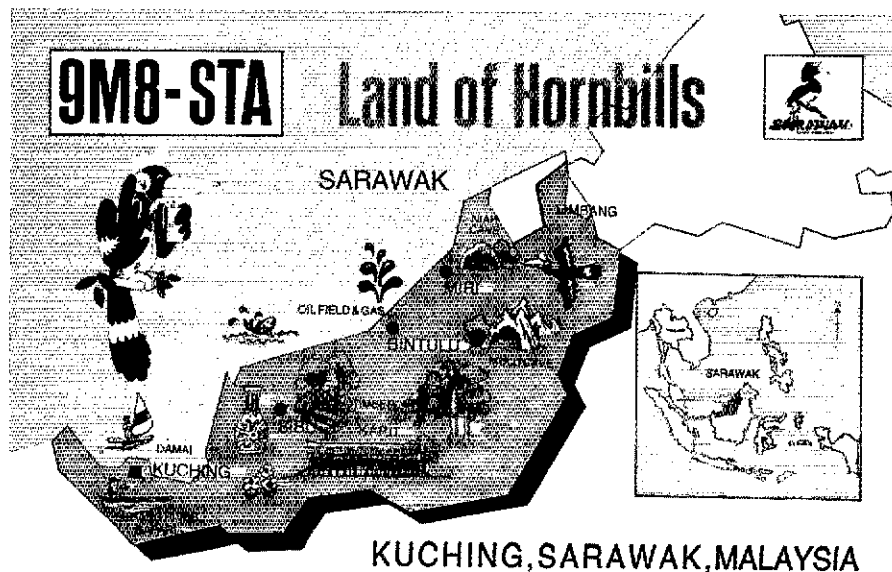 9M8-STA
Land of Hornbills
SARAWAK
SARAWAK
LIMBANG
NIAH
MIRI
OIL FIELD & GAS
BINTULU
SARAWAK
DAMAI
KUCHING
KUCHING, SARAWAK, MALAYSIA